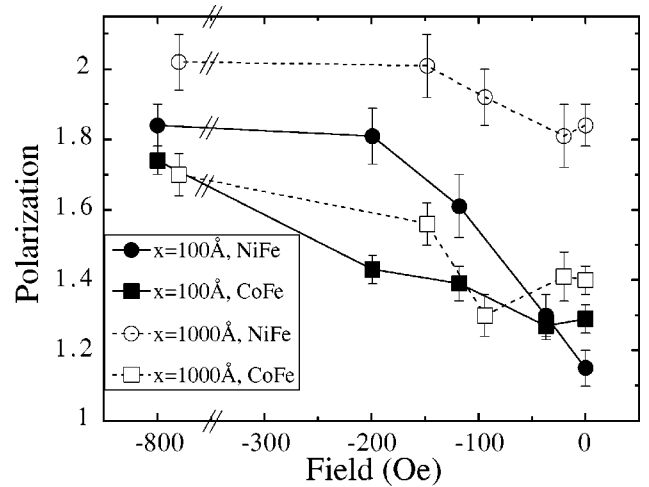 2
1.8
1.6
1.4
1.2
1
Polarization
x=100Å, NiFe
x=100Å, CoFe
x=1000Å, NiFe
x=1000Å, CoFe
-800 -300 -200 -100 0
Field (Oe)